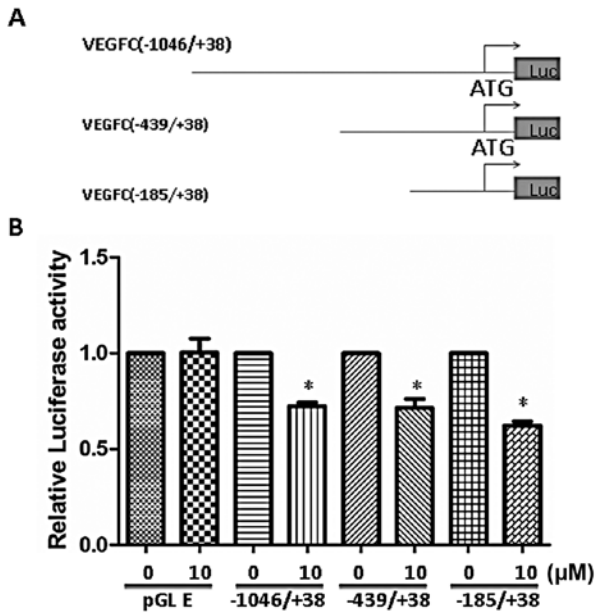 A
VEGFC(-1046/+38)
Luc
ATG
VEGFC(-439/+38)
Luc
ATG
VEGFC(-185/+38)
Luc
B
Relative Luciferase activity
1.5
1.0
0.5
0.0
* * *
0 10 0 10 0 10 0 10 (μM)
pGL E -1046/+38 -439/+38 -185/+38